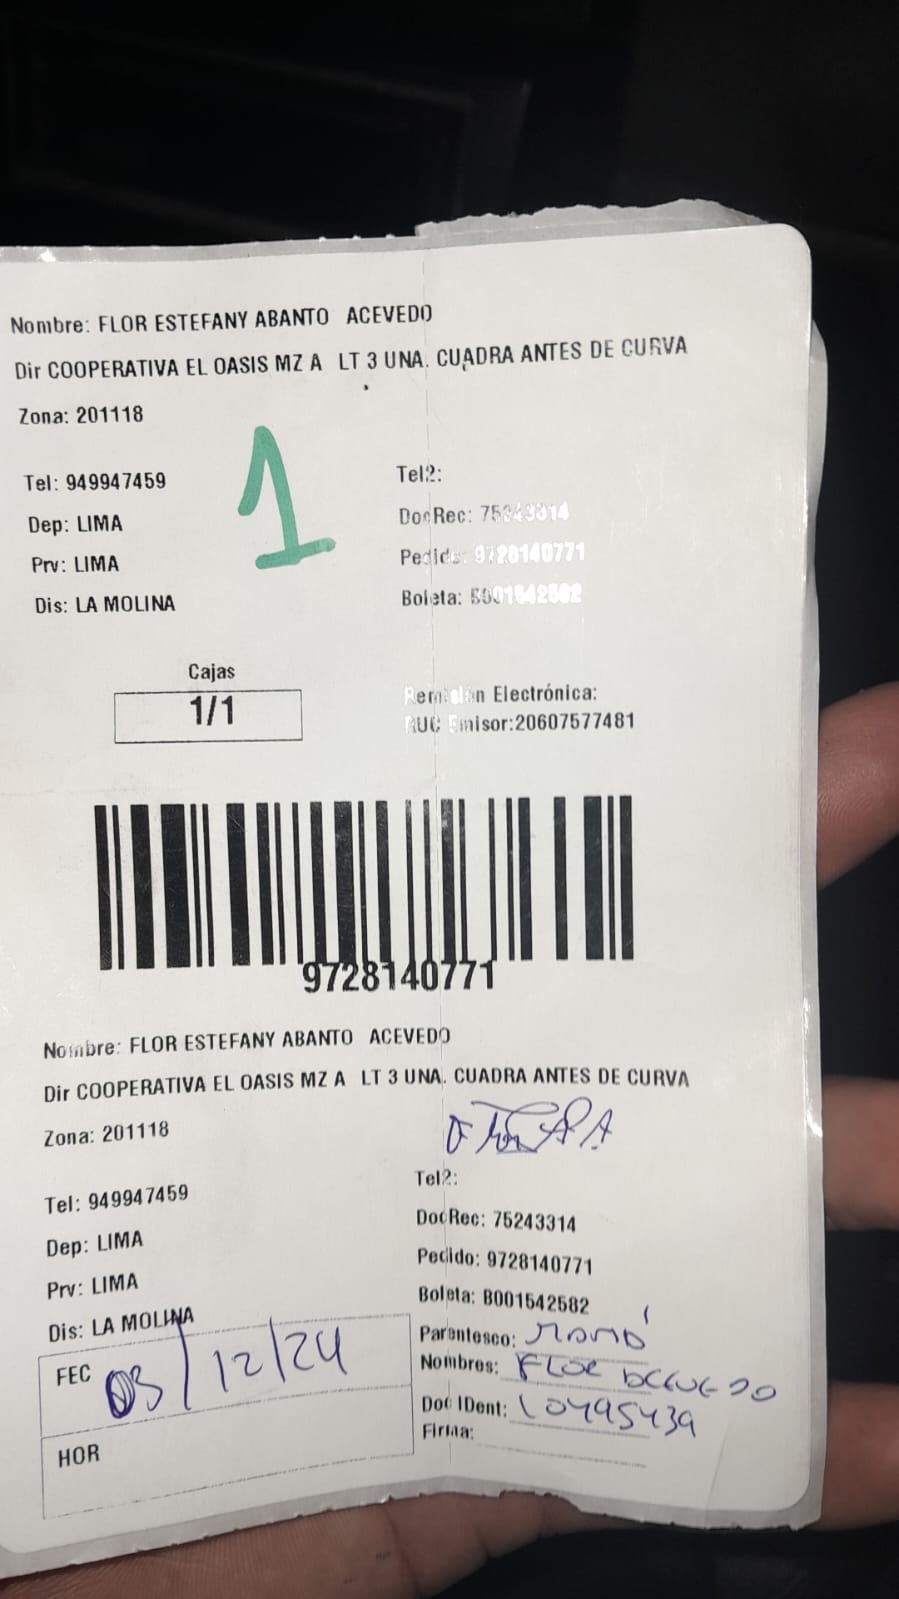 Nombre: FLOR ESTEFANY ABANTO ACEVEDO
Dir COOPERATIVA EL OASIS MZ A LT 3 UNA. CUADRA ANTES DE CURVA
Zona: 201118
1
Tel: 949947459 Tel2:
Dep: LIMA DocRec: 75243314
Prv: LIMA Pedido: 9728140771
Dis: LA MOLINA Boleta: B001542582
Cajas
1/1
Remisión Electrónica:
RUC Emisor:20607577481
9728140771
Nombre: FLOR ESTEFANY ABANTO ACEVEDO
Dir COOPERATIVA EL OASIS MZ A LT 3 UNA. CUADRA ANTES DE CURVA
Zona: 201118
Tel: 949947459 Tel2:
Dep: LIMA DocRec: 75243314
Prv: LIMA Pedido: 9728140771
Dis: LA MOLINA Boleta: B001542582
FEC 03/12/24
HOR
Parentesco: MAMÁ
Nombres: FLOR ACEVEDO
Doc IDent: 10495439
Firma: